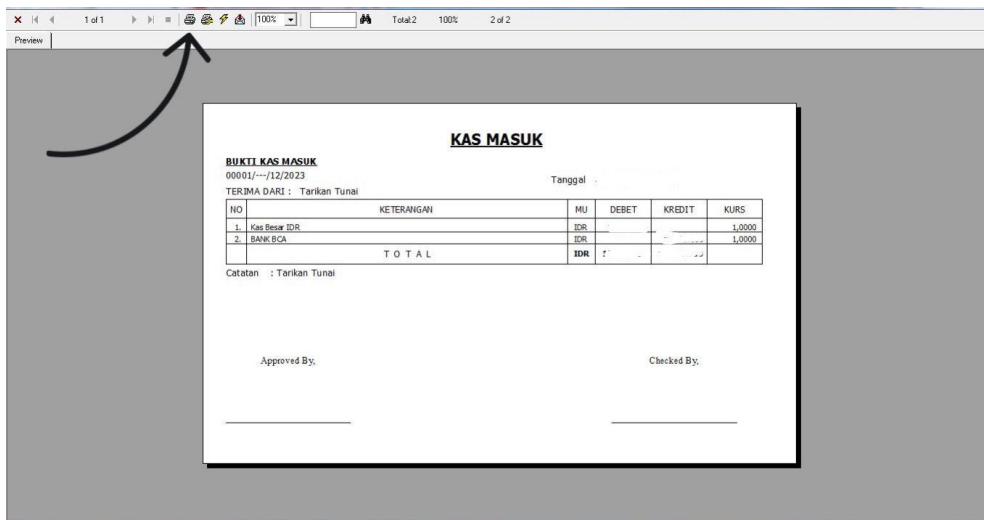 1 of 1 100% Total:2 100% 2 of 2
Preview
KAS MASUK
BUKTI KAS MASUK
00001/---/12/2023
Tanggal
TERIMA DARI : Tarikan Tunai
NO KETERANGAN MU DEBET KREDIT KURS
1. Kas Besar IDR IDR 1,0000
2. BANK BCA IDR 1,0000
T O T A L IDR
Catatan : Tarikan Tunai
Approved By, Checked By,